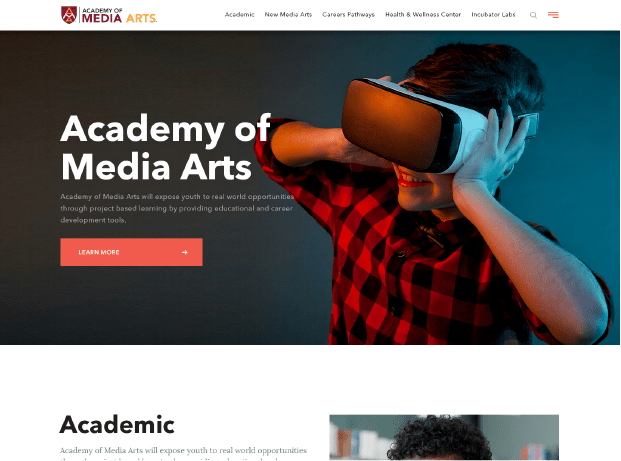 ACADEMY OF
MEDIA ARTS.
Academic New Media Arts Careers Pathways Health & Wellness Center Incubator Labs
Academy of
Media Arts
Academy of Media Arts will expose youth to real world opportunities
through project based learning by providing educational and career
development tools.
LEARN MORE
Academic
Academy of Media Arts will expose youth to real world opportunities